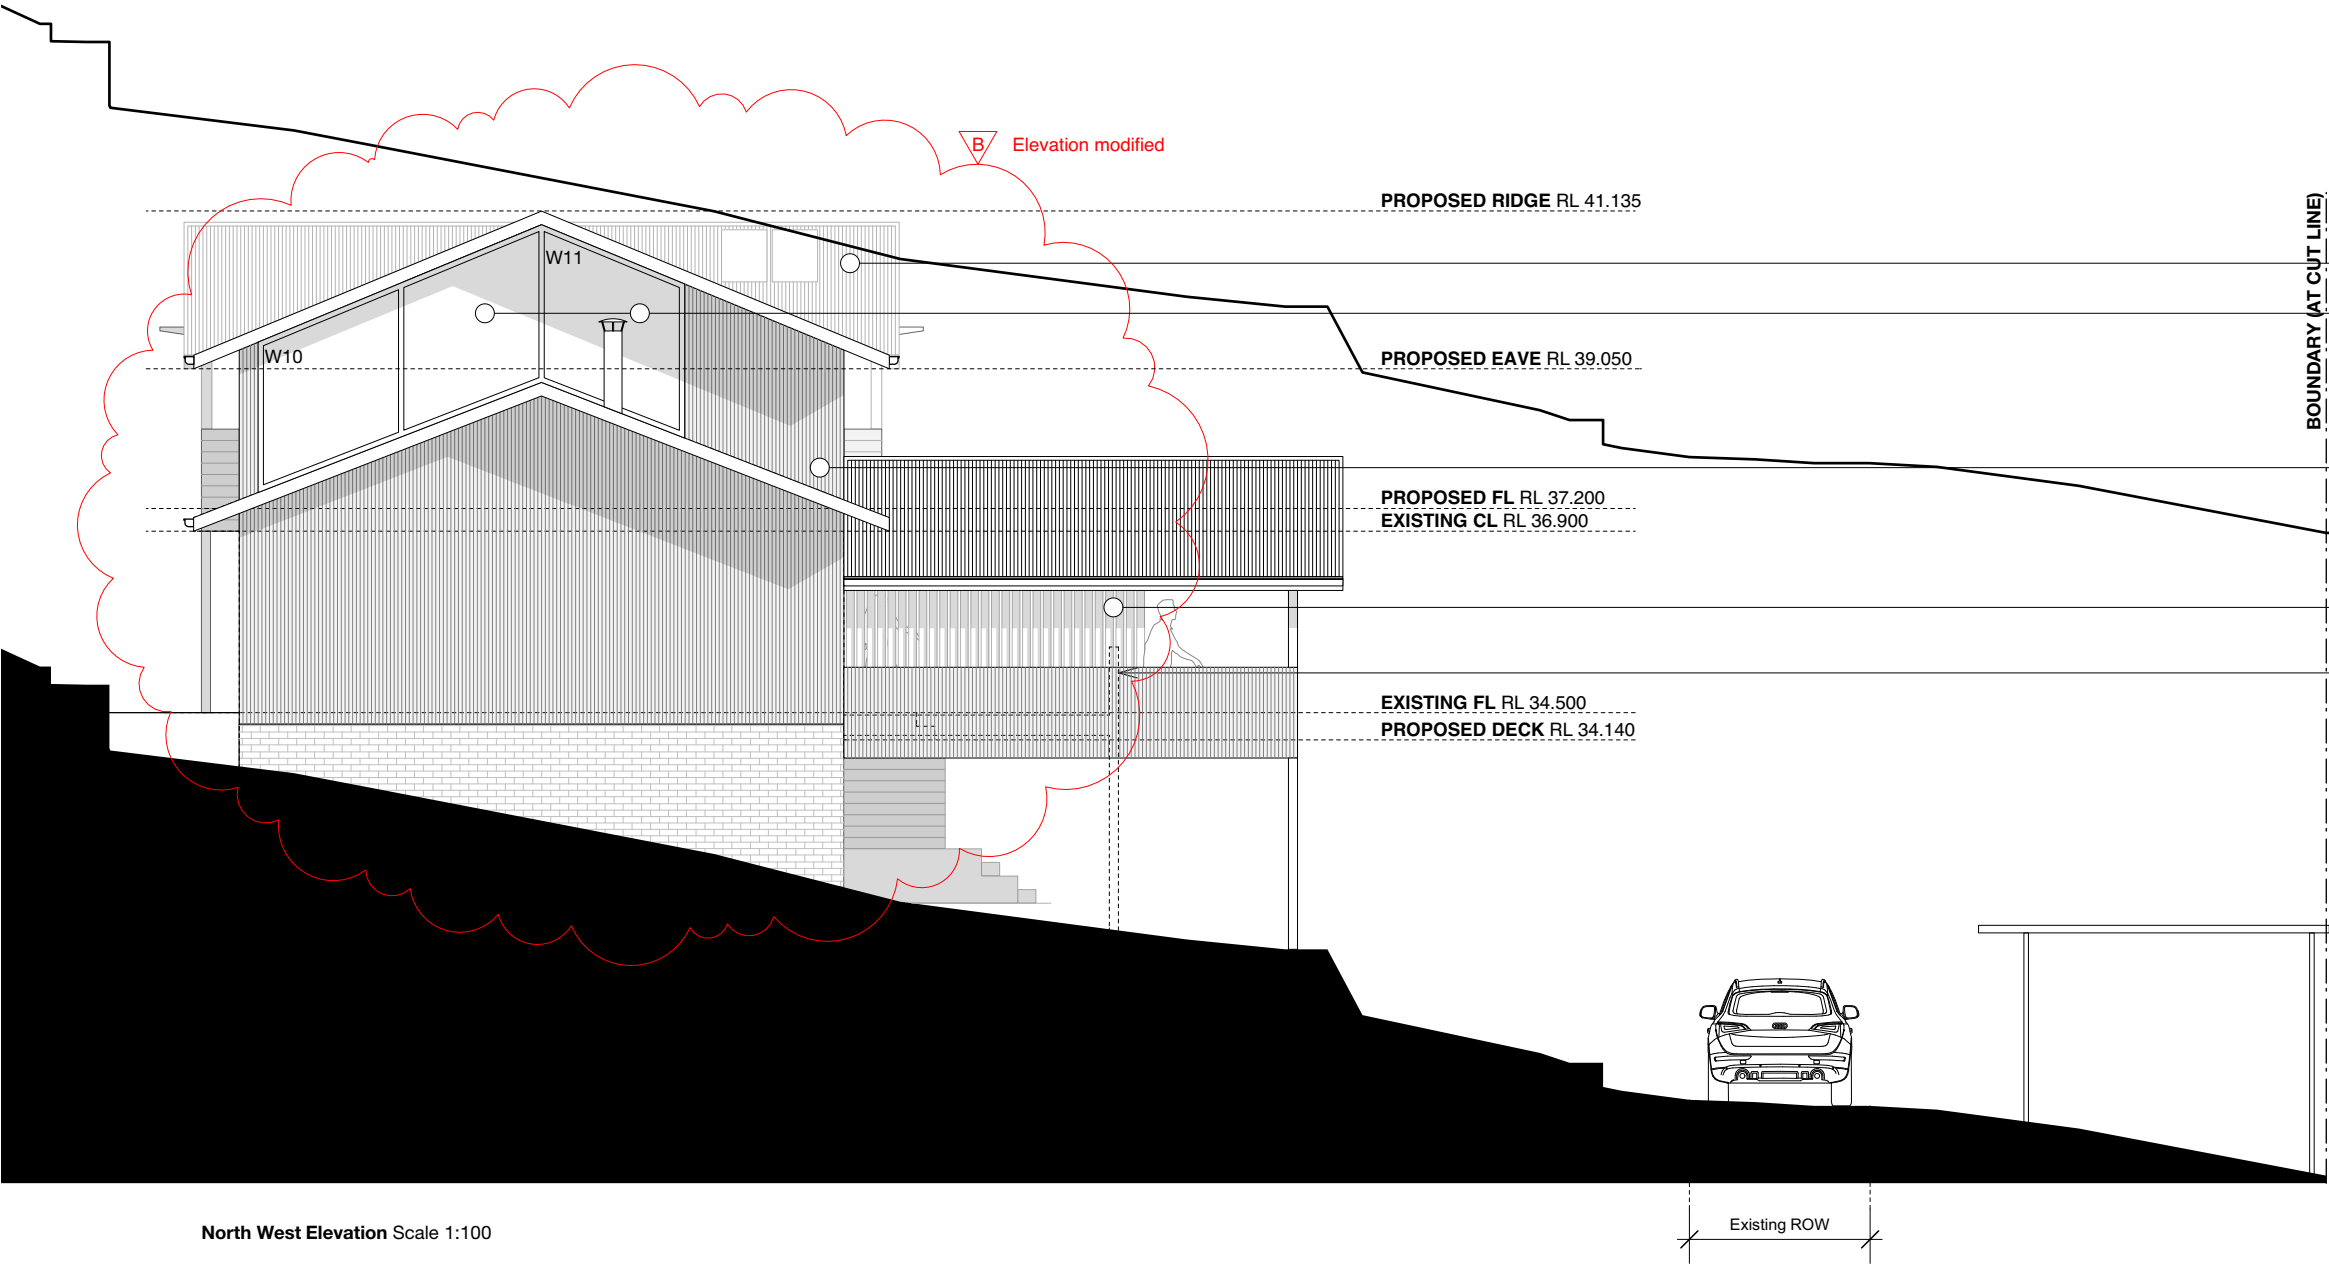 B Elevation modified
PROPOSED RIDGE RL 41.135
BOUNDARY (AT CUT LINE)
W11
W10
PROPOSED EAVE RL 39.050
PROPOSED FL RL 37.200
EXISTING CL RL 36.900
EXISTING FL RL 34.500
PROPOSED DECK RL 34.140
Existing ROW
North West Elevation Scale 1:100